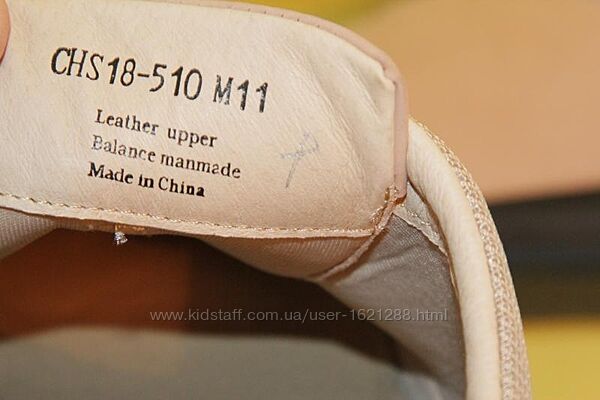 CHS18-510 M11
Leather upper
Balance manmade
Made in China
www.kidstaff.com.ua/user-1621288.html